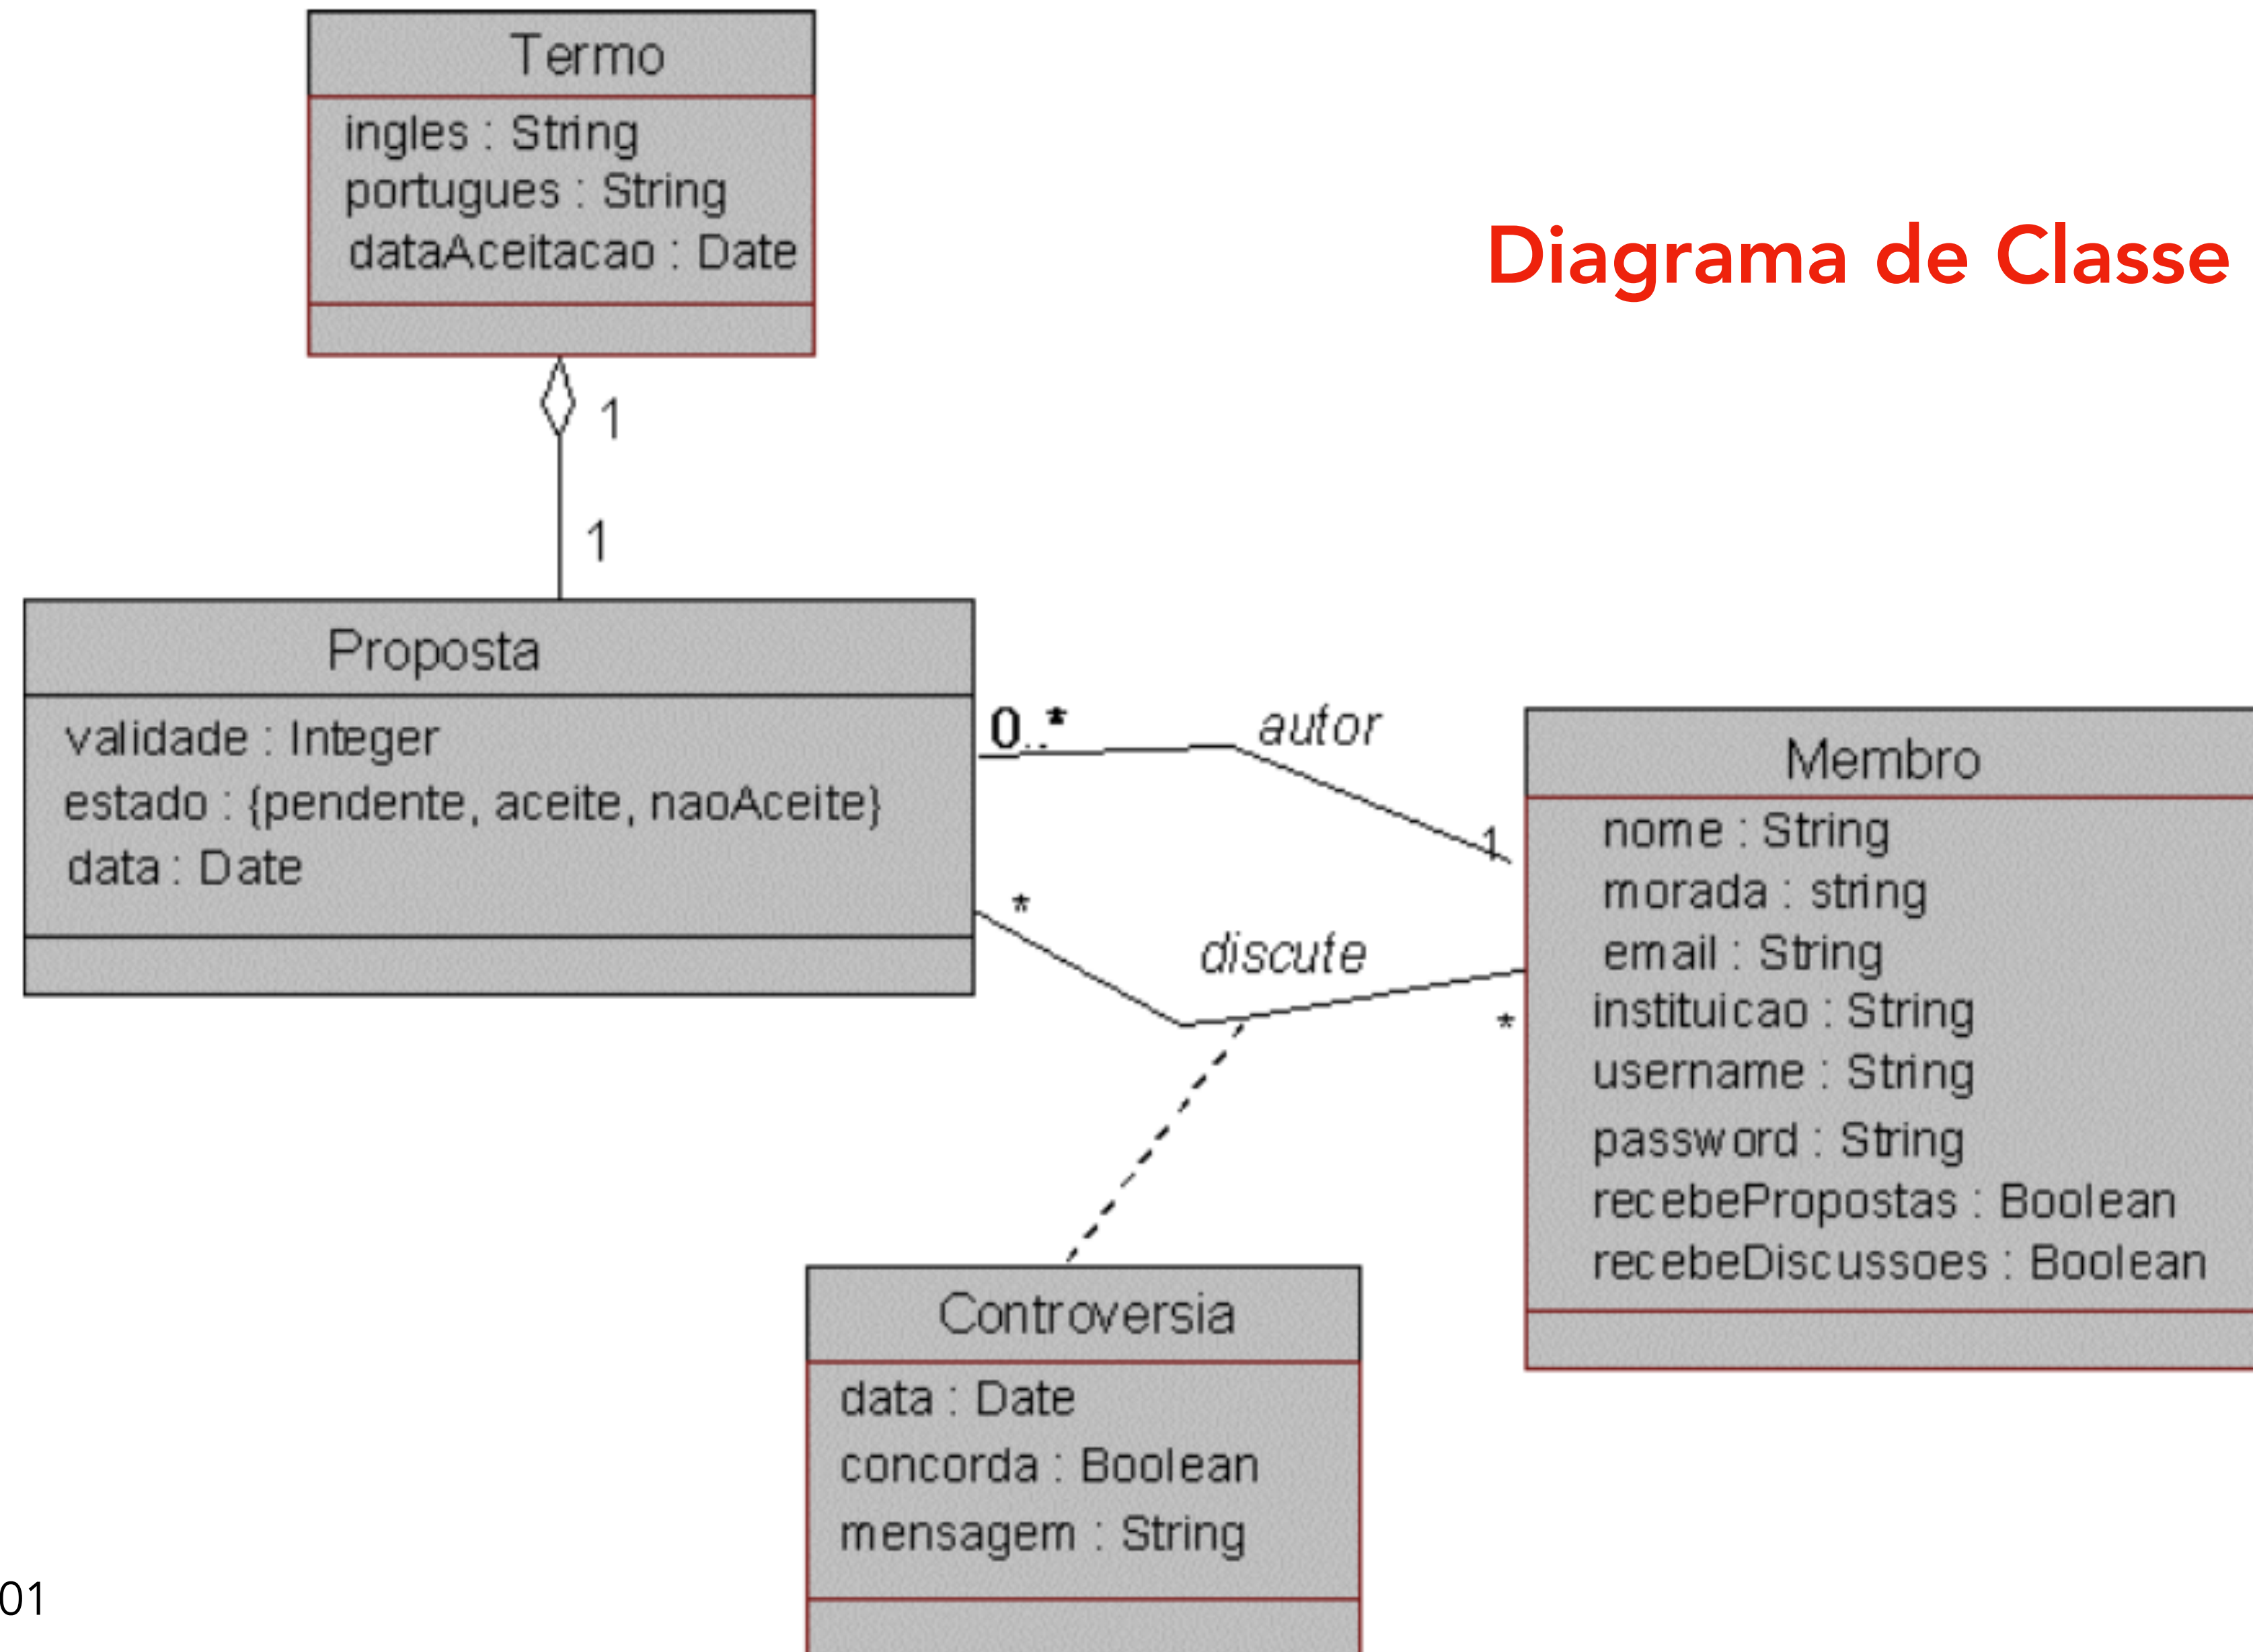 Termo
ingles : String
portugues : String
dataAceitacao : Date
Diagrama de Classe
1
1
Proposta
validade : Integer
estado : {pendente, aceite, naoAceite}
data : Date
0..*
autor
1
*
discute
*
Membro
nome : String
morada : string
email : String
instituicao : String
username : String
password : String
recebePropostas : Boolean
recebeDiscussoes : Boolean
Controversia
data : Date
concorda : Boolean
mensagem : String
01